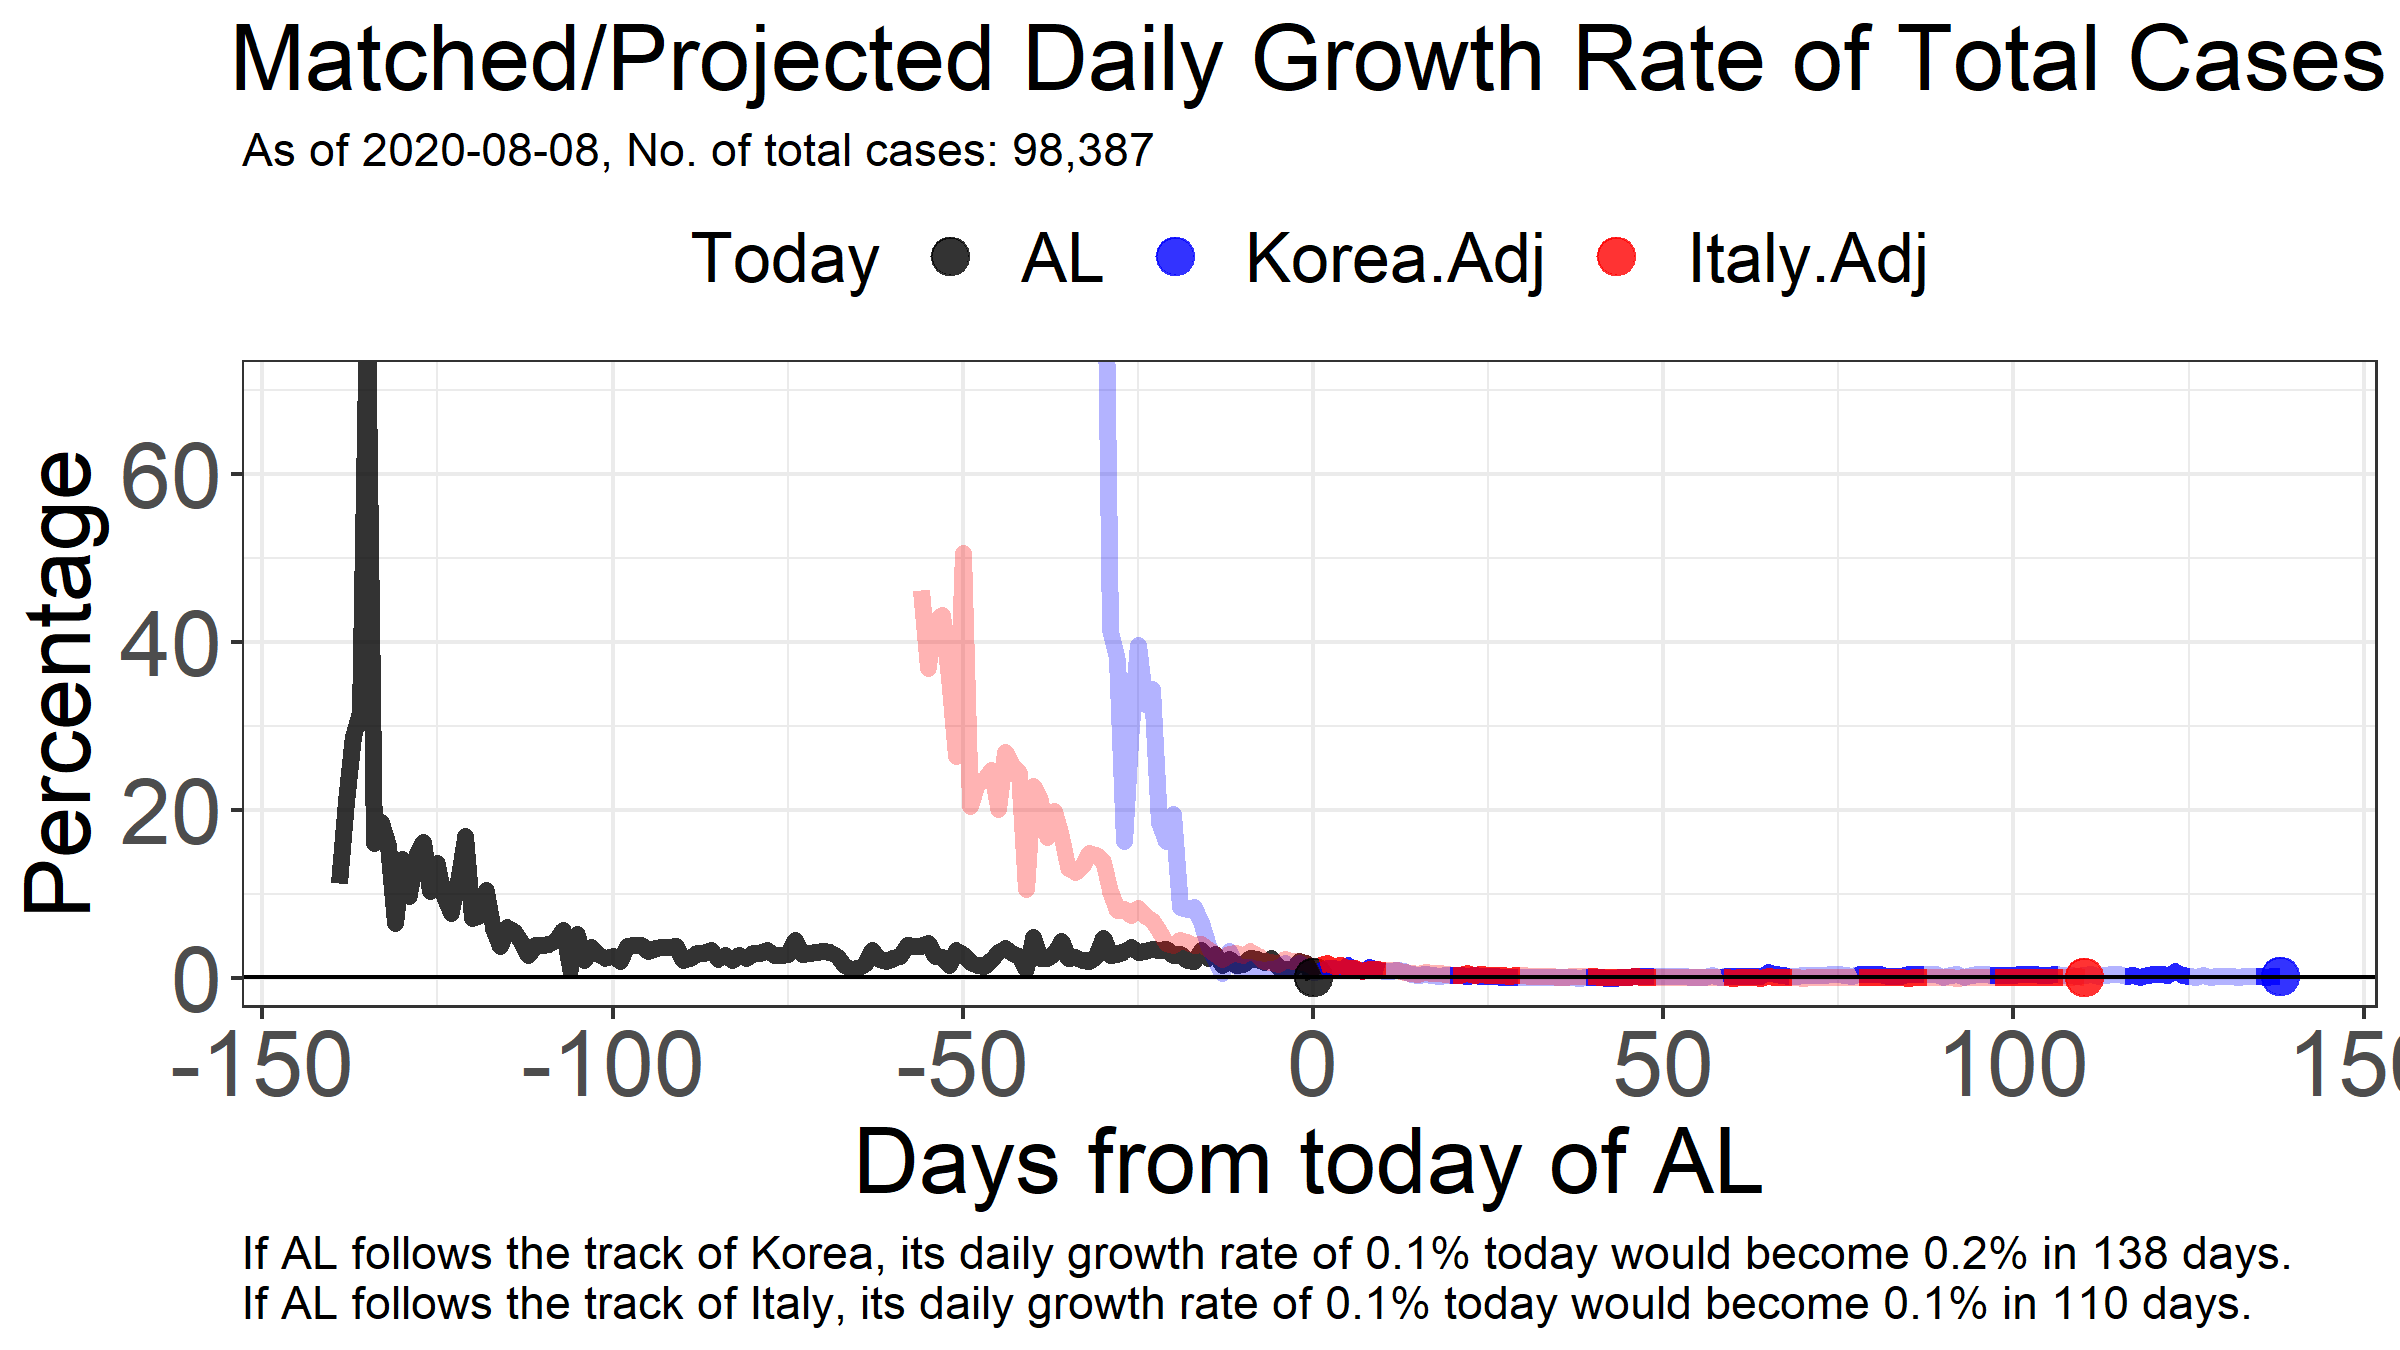 Matched/Projected Daily Growth Rate of Total Cases
As of 2020-08-08, No. of total cases: 98,387
Today AL Korea.Adj Italy.Adj
Percentage
60
40
20
0
-150 -100 -50 0 50 100 150
Days from today of AL
If AL follows the track of Korea, its daily growth rate of 0.1% today would become 0.2% in 138 days.
If AL follows the track of Italy, its daily growth rate of 0.1% today would become 0.1% in 110 days.